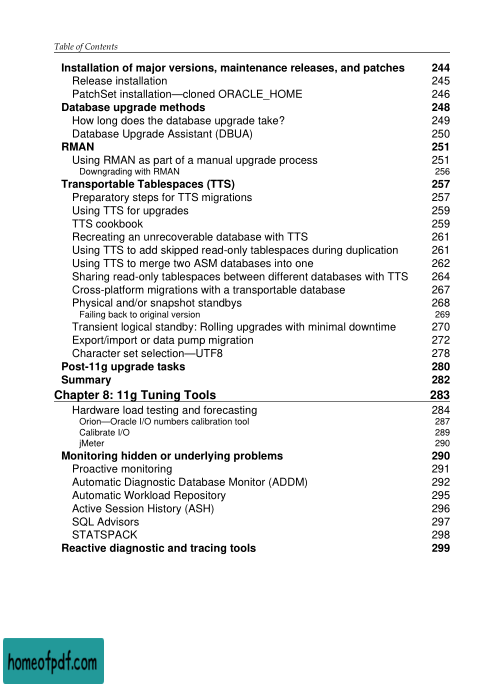 Table of Contents
Installation of major versions, maintenance releases, and patches 244
Release installation 245
PatchSet installation—cloned ORACLE_HOME 246
Database upgrade methods 248
How long does the database upgrade take? 249
Database Upgrade Assistant (DBUA) 250
RMAN 251
Using RMAN as part of a manual upgrade process 251
Downgrading with RMAN 256
Transportable Tablespaces (TTS) 257
Preparatory steps for TTS migrations 257
Using TTS for upgrades 259
TTS cookbook 259
Recreating an unrecoverable database with TTS 261
Using TTS to add skipped read-only tablespaces during duplication 261
Using TTS to merge two ASM databases into one 262
Sharing read-only tablespaces between different databases with TTS 264
Cross-platform migrations with a transportable database 267
Physical and/or snapshot standbys 268
Failing back to original version 269
Transient logical standby: Rolling upgrades with minimal downtime 270
Export/import or data pump migration 272
Character set selection—UTF8 278
Post-11g upgrade tasks 280
Summary 282
Chapter 8: 11g Tuning Tools 283
Hardware load testing and forecasting 284
Orion—Oracle I/O numbers calibration tool 287
Calibrate I/O 289
jMeter 290
Monitoring hidden or underlying problems 290
Proactive monitoring 291
Automatic Diagnostic Database Monitor (ADDM) 292
Automatic Workload Repository 295
Active Session History (ASH) 296
SQL Advisors 297
STATSPACK 298
Reactive diagnostic and tracing tools 299
homeofpdf.com